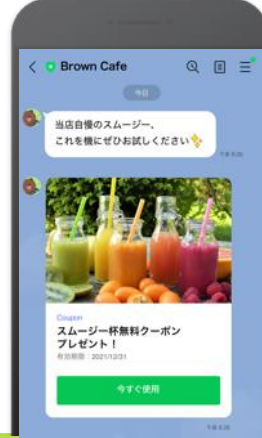 Brown Cafe
今日
当店自慢のスムージー、
これを機にぜひお試しください✨
Coupon
スムージー杯無料クーポン
プレゼント！
有効期限：2021/12/31
今すぐ使用